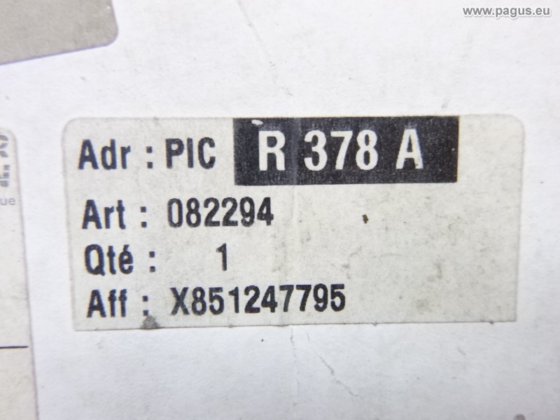 www.pagus.eu
Adr : PIC R 378 A
Art : 082294
Qté : 1
Aff : X851247795